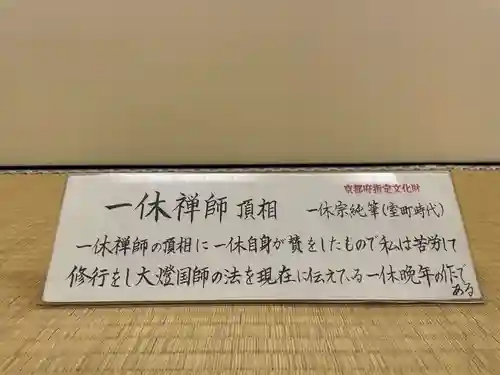 京都府指定文化財
一休禅師 頂相 一休宗純筆(室町時代)
一休禅師の頂相に一休自身が賛をしたもので私は苦労して
修行をし大燈国師の法を現在に伝えている一休晩年の作で
ある